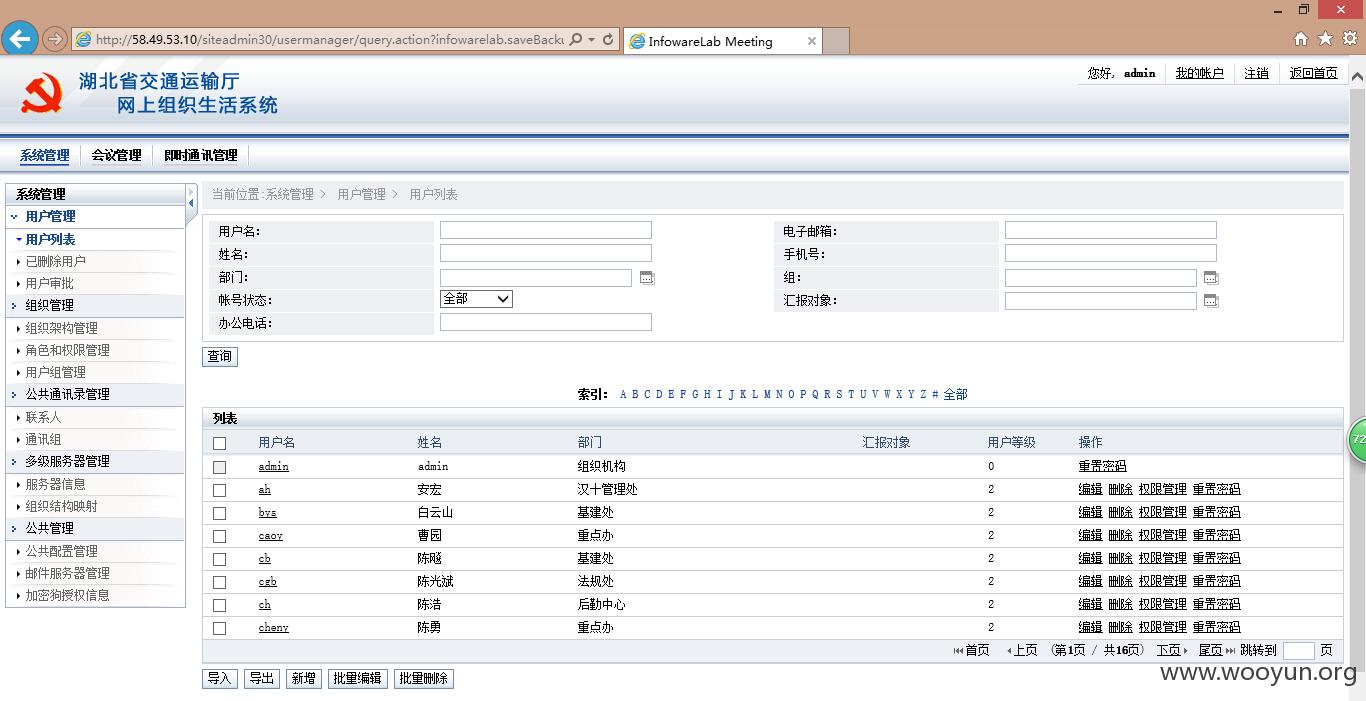 http://58.49.53.10/siteadmin30/usermanager/query.action?infowarelab.saveBacku
InfowareLab Meeting
湖北省交通运输厅
网上组织生活系统
您好，admin 我的帐户 注销 返回首页
系统管理 会议管理 即时通讯管理
系统管理
用户管理
用户列表
已删除用户
用户审批
组织管理
组织架构管理
角色和权限管理
用户组管理
公共通讯录管理
联系人
通讯组
多级服务器管理
服务器信息
组织结构映射
公共管理
公共配置管理
邮件服务器管理
加密狗授权信息
当前位置:系统管理 > 用户管理 > 用户列表
用户名： 电子邮箱：
姓名： 手机号：
部门： 组：
帐号状态： 全部 汇报对象：
办公电话：
查询
索引： A B C D E F G H I J K L M N O P Q R S T U V W X Y Z # 全部
列表
用户名 姓名 部门 汇报对象 用户等级 操作
admin admin 组织机构 0 重置密码
ah 安宏 汉十管理处 2 编辑 删除 权限管理 重置密码
bys 白云山 基建处 2 编辑 删除 权限管理 重置密码
caoy 曹园 重点办 2 编辑 删除 权限管理 重置密码
cb 陈飚 基建处 2 编辑 删除 权限管理 重置密码
cgb 陈光斌 法规处 2 编辑 删除 权限管理 重置密码
ch 陈浩 后勤中心 2 编辑 删除 权限管理 重置密码
cheny 陈勇 重点办 2 编辑 删除 权限管理 重置密码
首页 上页 （第1页 / 共16页） 下页 尾页 跳转到 页
导入 导出 新增 批量编辑 批量删除
www.wooyun.org
72